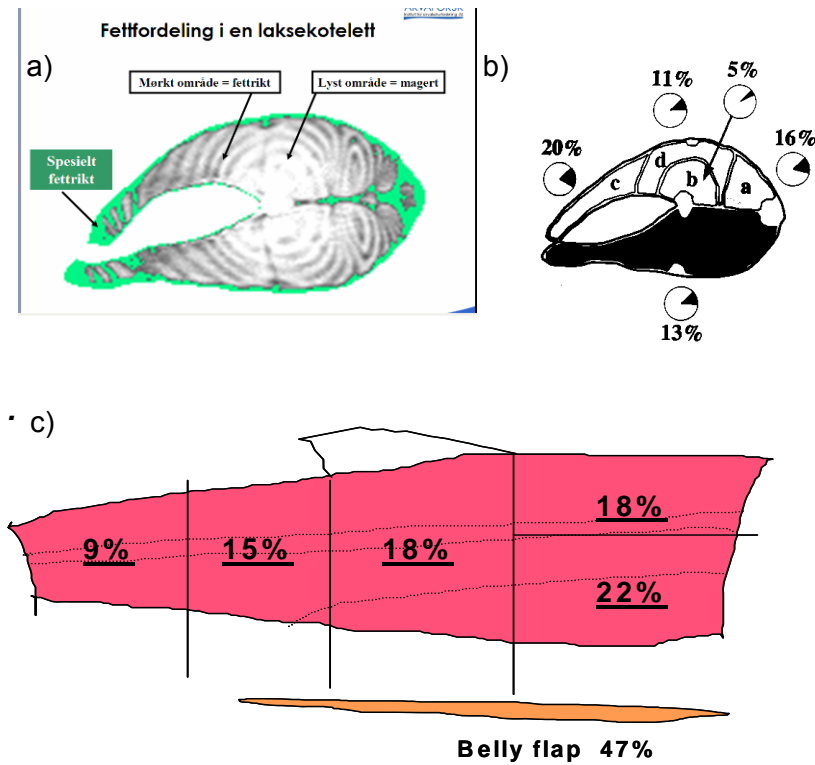 Fettfordeling i en laksekotelett
a)
Mørkt område = fettrikt
Lyst område = magert
Spesielt
fettrikt
b)
11%
5%
20%
16%
d
c
b
a
13%
c)
9%
15%
18%
18%
22%
Belly flap 47%